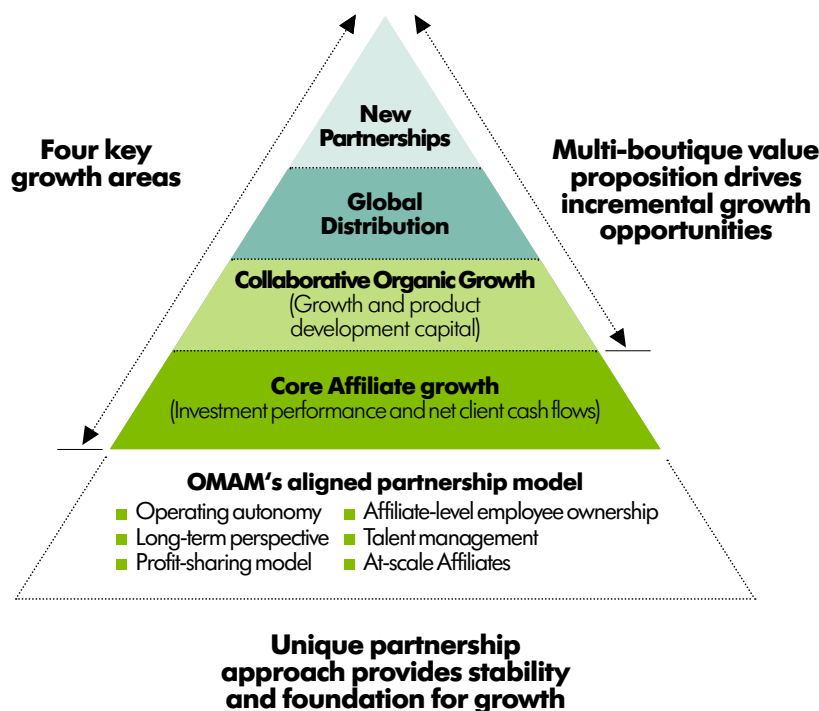 New
Partnerships
Four key
growth areas
Multi-boutique value
proposition drives
incremental growth
opportunities
Global
Distribution
Collaborative Organic Growth
(Growth and product
development capital)
Core Affiliate growth
(Investment performance and net client cash flows)
OMAM‘s aligned partnership model
Operating autonomy
Long-term perspective
Profit-sharing model
Affiliate-level employee ownership
Talent management
At-scale Affiliates
Unique partnership
approach provides stability
and foundation for growth